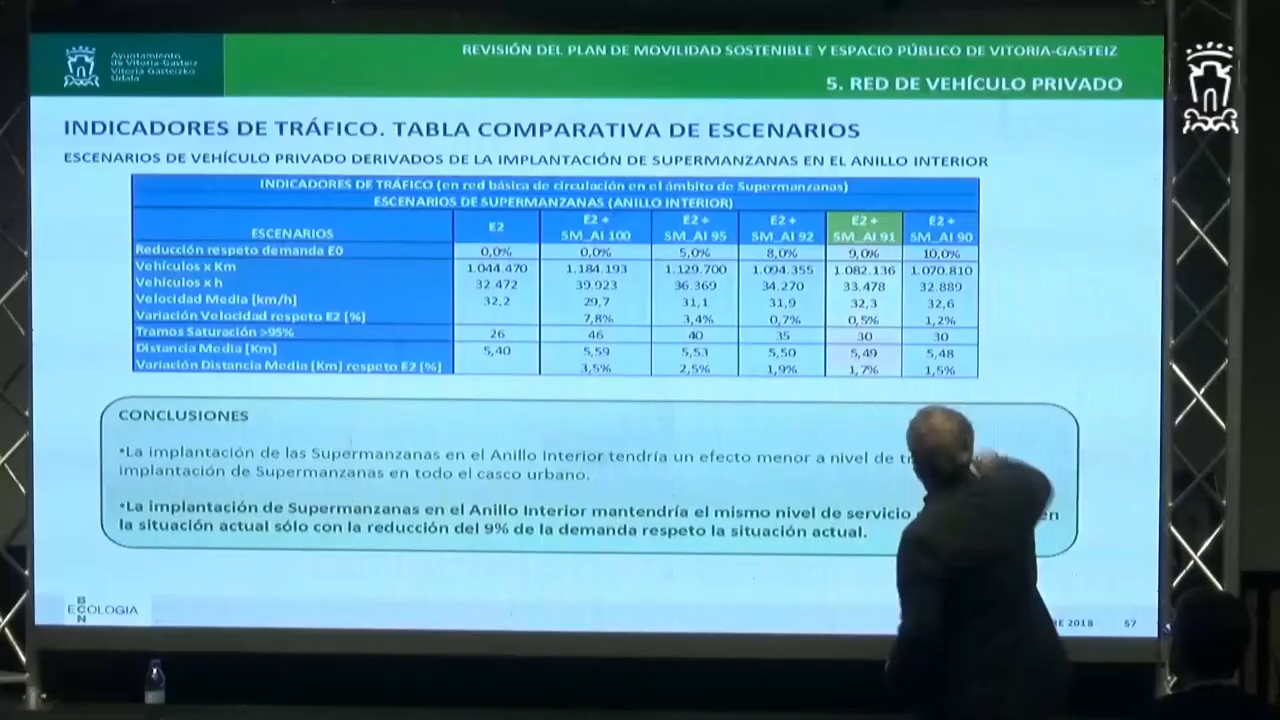 Ayuntamiento
de Vitoria-Gasteiz
Vitoria-Gasteizko
Udala
REVISIÓN DEL PLAN DE MOVILIDAD SOSTENIBLE Y ESPACIO PÚBLICO DE VITORIA-GASTEIZ
5. RED DE VEHÍCULO PRIVADO
INDICADORES DE TRÁFICO. TABLA COMPARATIVA DE ESCENARIOS
ESCENARIOS DE VEHÍCULO PRIVADO DERIVADOS DE LA IMPLANTACIÓN DE SUPERMANZANAS EN EL ANILLO INTERIOR
INDICADORES DE TRÁFICO (en red básica de circulación en el ámbito de Supermanzanas)
ESCENARIOS DE SUPERMANZANAS (ANILLO INTERIOR)
ESCENARIOS E2 E2 + SM_AI 100 E2 + SM_AI 95 E2 + SM_AI 92 E2 + SM_AI 91 E2 + SM_AI 90
Reducción respeto demanda E0 0,0% 0,0% 5,0% 8,0% 9,0% 10,0%
Vehículos x Km 1.044.470 1.184.193 1.129.700 1.094.355 1.082.136 1.070.810
Vehículos x h 32.472 39.923 36.369 34.270 33.478 32.889
Velocidad Media [km/h] 32,2 29,7 31,1 31,9 32,3 32,6
Variación Velocidad respeto E2 [%] 7,8% 3,4% 0,7% 0,5% 1,2%
Tramos Saturación >95% 26 46 40 35 30 30
Distancia Media [Km] 5,40 5,59 5,53 5,50 5,49 5,48
Variación Distancia Media [Km] respeto E2 [%] 3,5% 2,5% 1,9% 1,7% 1,5%
CONCLUSIONES
•La implantación de las Supermanzanas en el Anillo Interior tendría un efecto menor a nivel de
implantación de Supermanzanas en todo el casco urbano.
•La implantación de Supermanzanas en el Anillo Interior mantendría el mismo nivel de servicio en
la situación actual sólo con la reducción del 9% de la demanda respeto la situación actual.
BCN
ECOLOGIA
2018 57